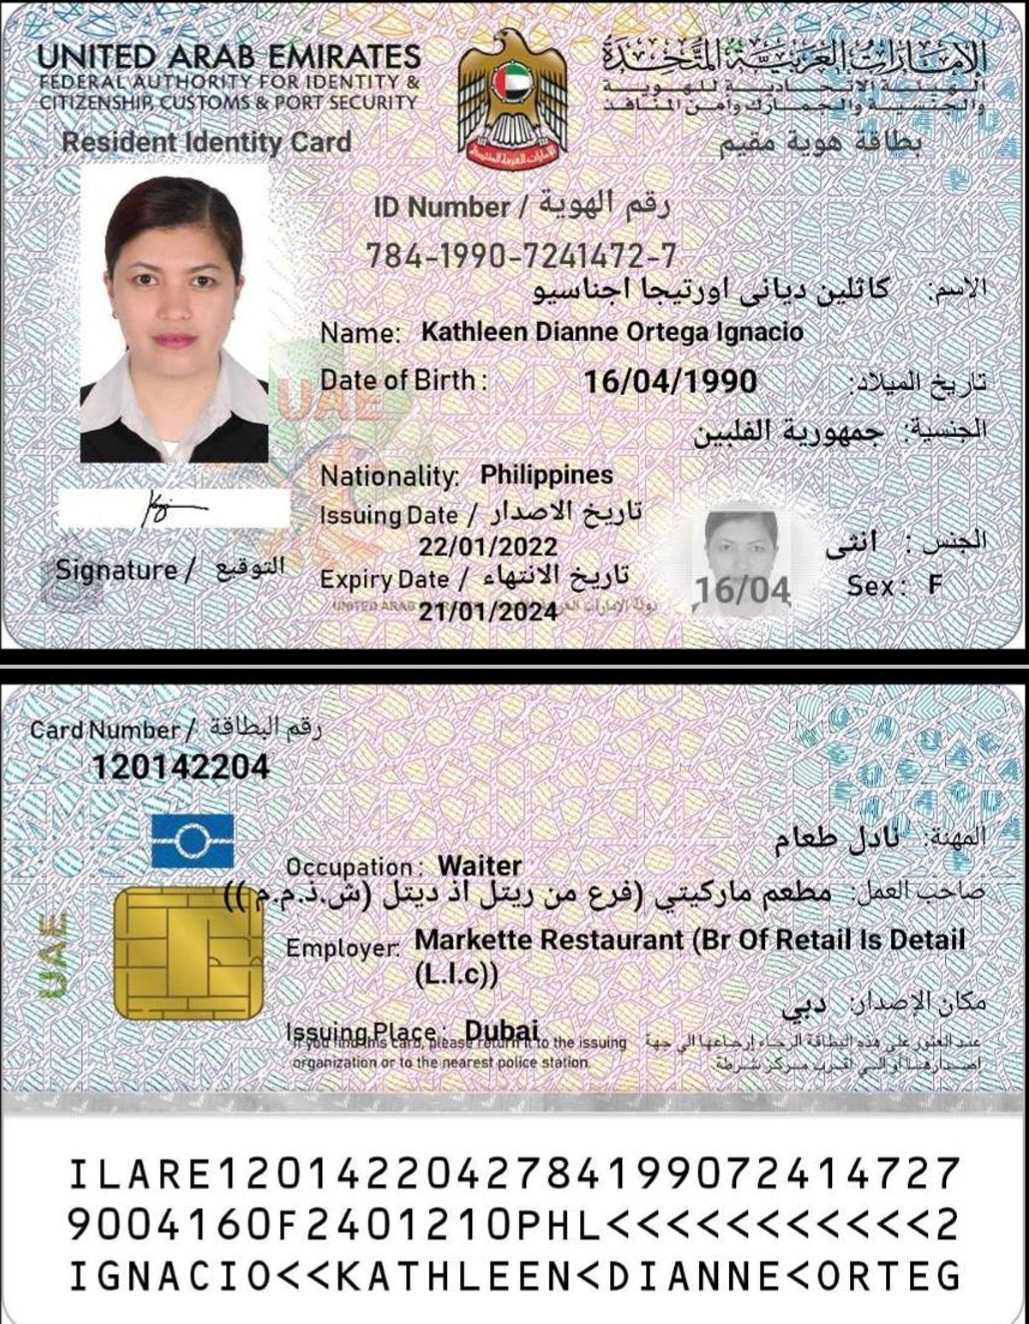 UNITED ARAB EMIRATES
FEDERAL AUTHORITY FOR IDENTITY &
CITIZENSHIP, CUSTOMS & PORT SECURITY
Resident Identity Card
الإمارات العربية المتحدة
الهيئة الاتحادية للهوية
والجنسية والجمارك وأمن المنافذ
بطاقة هوية مقيم
ID Number / رقم الهوية
784-1990-7241472-7
الإسم: كاثلين ديانى اورتيجا اجناسيو
Name: Kathleen Dianne Ortega Ignacio
Date of Birth : 16/04/1990 تاريخ الميلاد:
الجنسية: جمهورية الفلبين
UAE
Nationality: Philippines
Issuing Date / تاريخ الاصدار
22/01/2022
Expiry Date / تاريخ الانتهاء
21/01/2024
Signature / التوقيع
16/04
الجنس : انثى
Sex : F
Card Number / رقم البطاقة
120142204
المهنة: نادل طعام
Occupation : Waiter
صاحب العمل: مطعم ماركيتي (فرع من ريتل اذ ديتل (ش.ذ.م.م))
Employer: Markette Restaurant (Br Of Retail Is Detail
(L.l.c))
مكان الإصدار: دبي
Issuing Place : Dubai
UAE
If you find this card, please return it to the issuing
organization or to the nearest police station.
عند العثور على هذه البطاقة الرجاء إرجاعها الى جهة
اصدارها أو الى اقرب مركز شرطة
ILARE1201422042784199072414727
9004160F2401210PHL<<<<<<<<<<<2
IGNACIO<<KATHLEEN<DIANNE<ORTEG